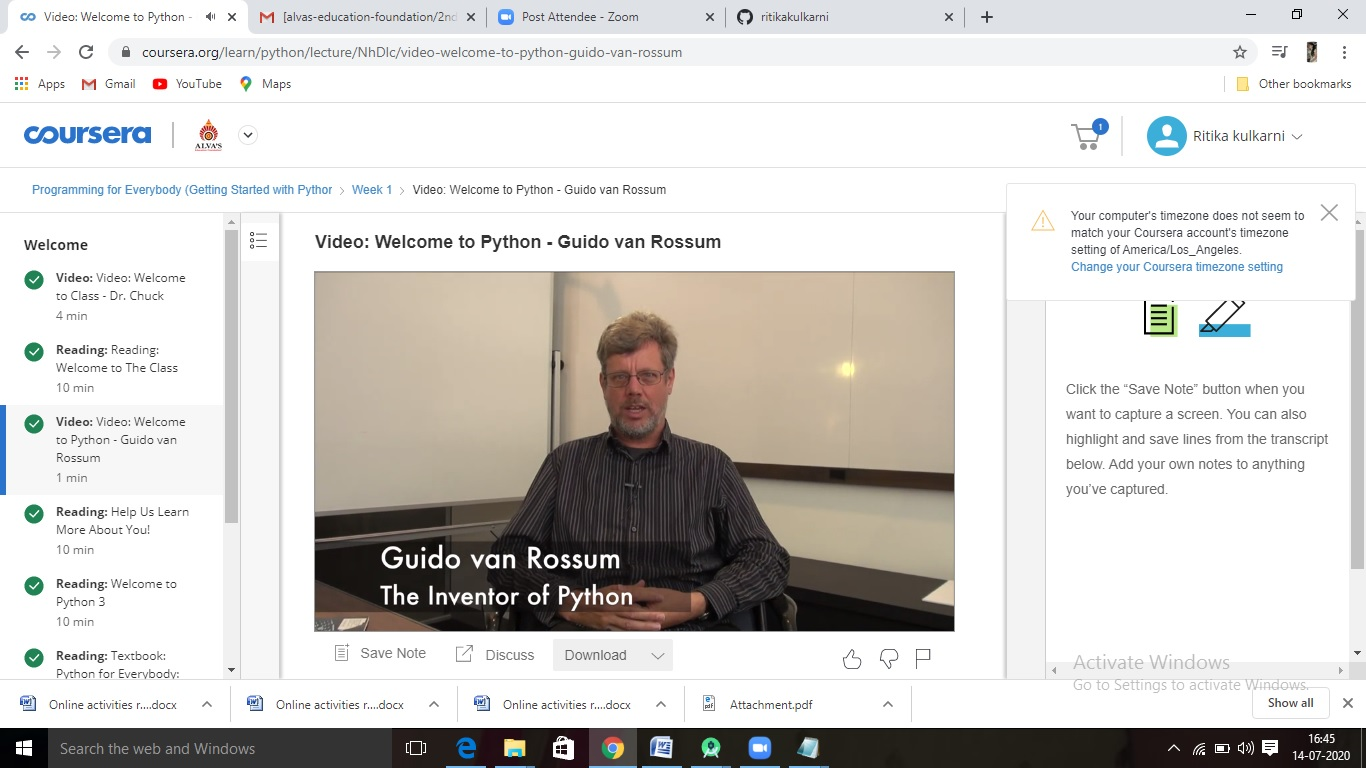 Video: Welcome to Python -
[alvas-education-foundation/2nd
Post Attendee - Zoom
ritikakulkarni
coursera.org/learn/python/lecture/NhDlc/video-welcome-to-python-guido-van-rossum
Apps
Gmail
YouTube
Maps
Other bookmarks
coursera
ALVA'S
1
Ritika kulkarni
Programming for Everybody (Getting Started with Python
Week 1
Video: Welcome to Python - Guido van Rossum
Your computer's timezone does not seem to
match your Coursera account's timezone
setting of America/Los_Angeles.
Change your Coursera timezone setting
Welcome
Video: Video: Welcome
to Class - Dr. Chuck
4 min
Reading: Reading:
Welcome to The Class
10 min
Video: Video: Welcome
to Python - Guido van
Rossum
1 min
Reading: Help Us Learn
More About You!
10 min
Reading: Welcome to
Python 3
10 min
Reading: Textbook:
Python for Everybody:
Video: Welcome to Python - Guido van Rossum
Guido van Rossum
The Inventor of Python
Save Note
Discuss
Download
Click the “Save Note” button when you
want to capture a screen. You can also
highlight and save lines from the transcript
below. Add your own notes to anything
you’ve captured.
Activate Windows
Go to Settings to activate Windows.
Online activities r....docx
Online activities r....docx
Online activities r....docx
Attachment.pdf
Show all
Search the web and Windows
16:45
14-07-2020